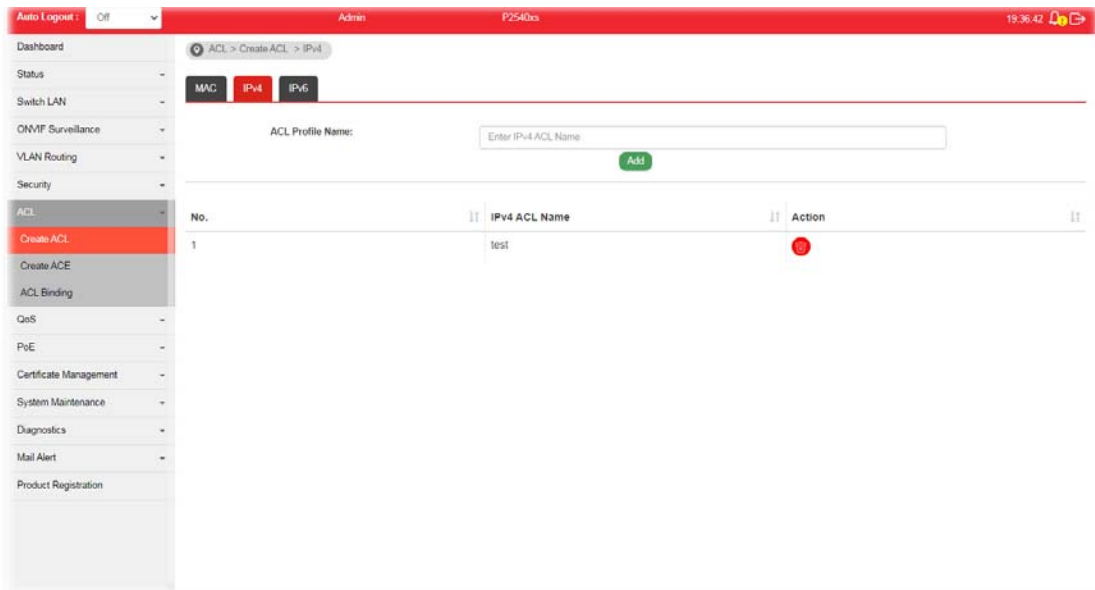 Auto Logout : Off Admin P2540xs 19:36:42
Dashboard
Status
Switch LAN
ONVIF Surveillance
VLAN Routing
Security
ACL
Create ACL
Create ACE
ACL Binding
QoS
PoE
Certificate Management
System Maintenance
Diagnostics
Mail Alert
Product Registration
ACL > Create ACL > IPv4
MAC IPv4 IPv6
ACL Profile Name: Enter IPv4 ACL Name
Add
No. IPv4 ACL Name Action
1 test